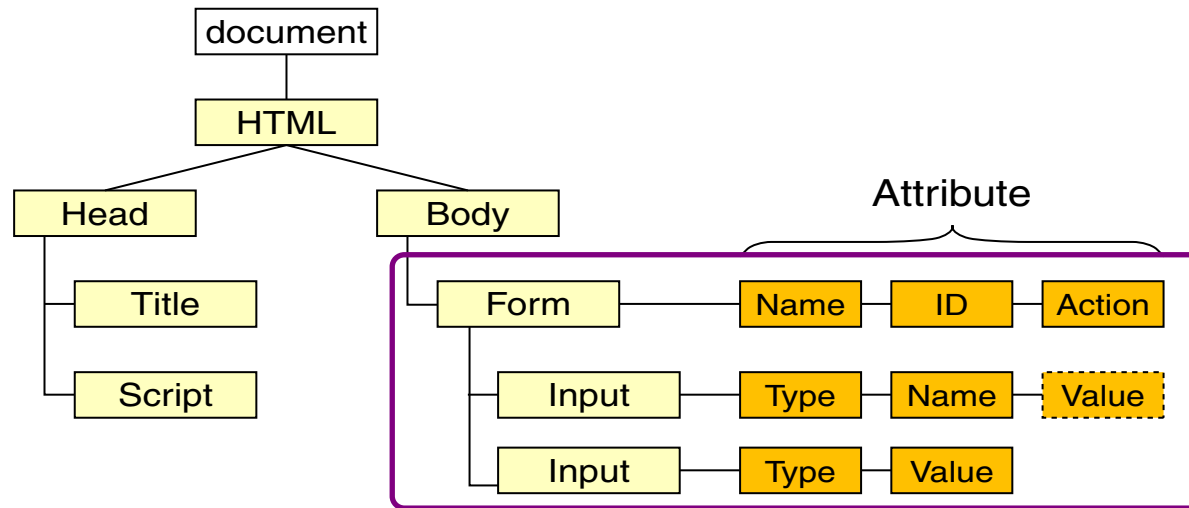 document
HTML
Head
Body
Attribute
Title
Form
Name
ID
Action
Script
Input
Type
Name
Value
Input
Type
Value